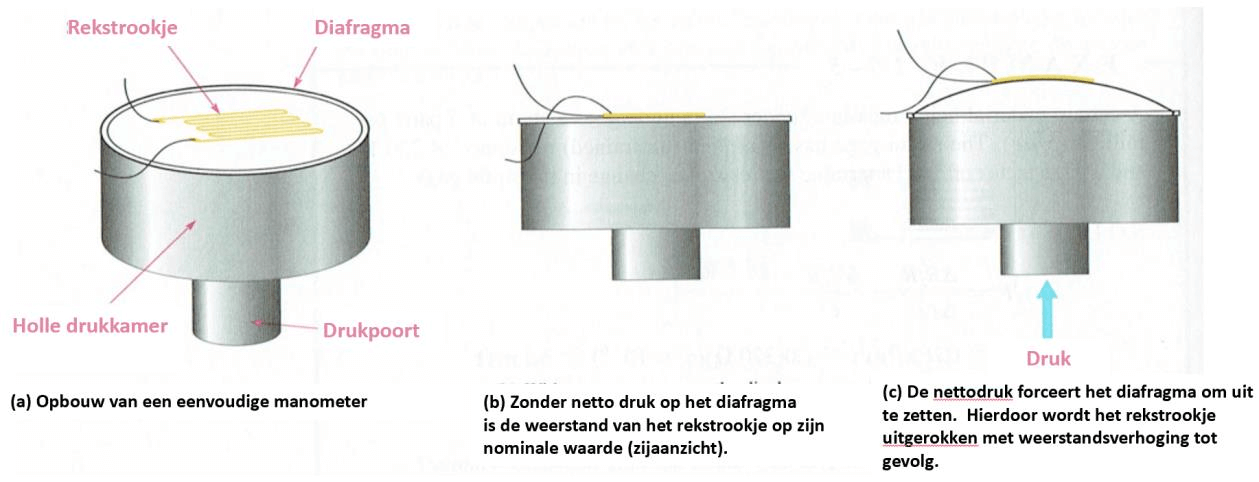 Rekstrookje
Diafragma
Holle drukkamer
Drukpoort
Druk
(a) Opbouw van een eenvoudige manometer
(b) Zonder netto druk op het diafragma
is de weerstand van het rekstrookje op zijn
nominale waarde (zijaanzicht).
(c) De nettodruk forceert het diafragma om uit
te zetten. Hierdoor wordt het rekstrookje
uitgerokken met weerstandsverhoging tot
gevolg.